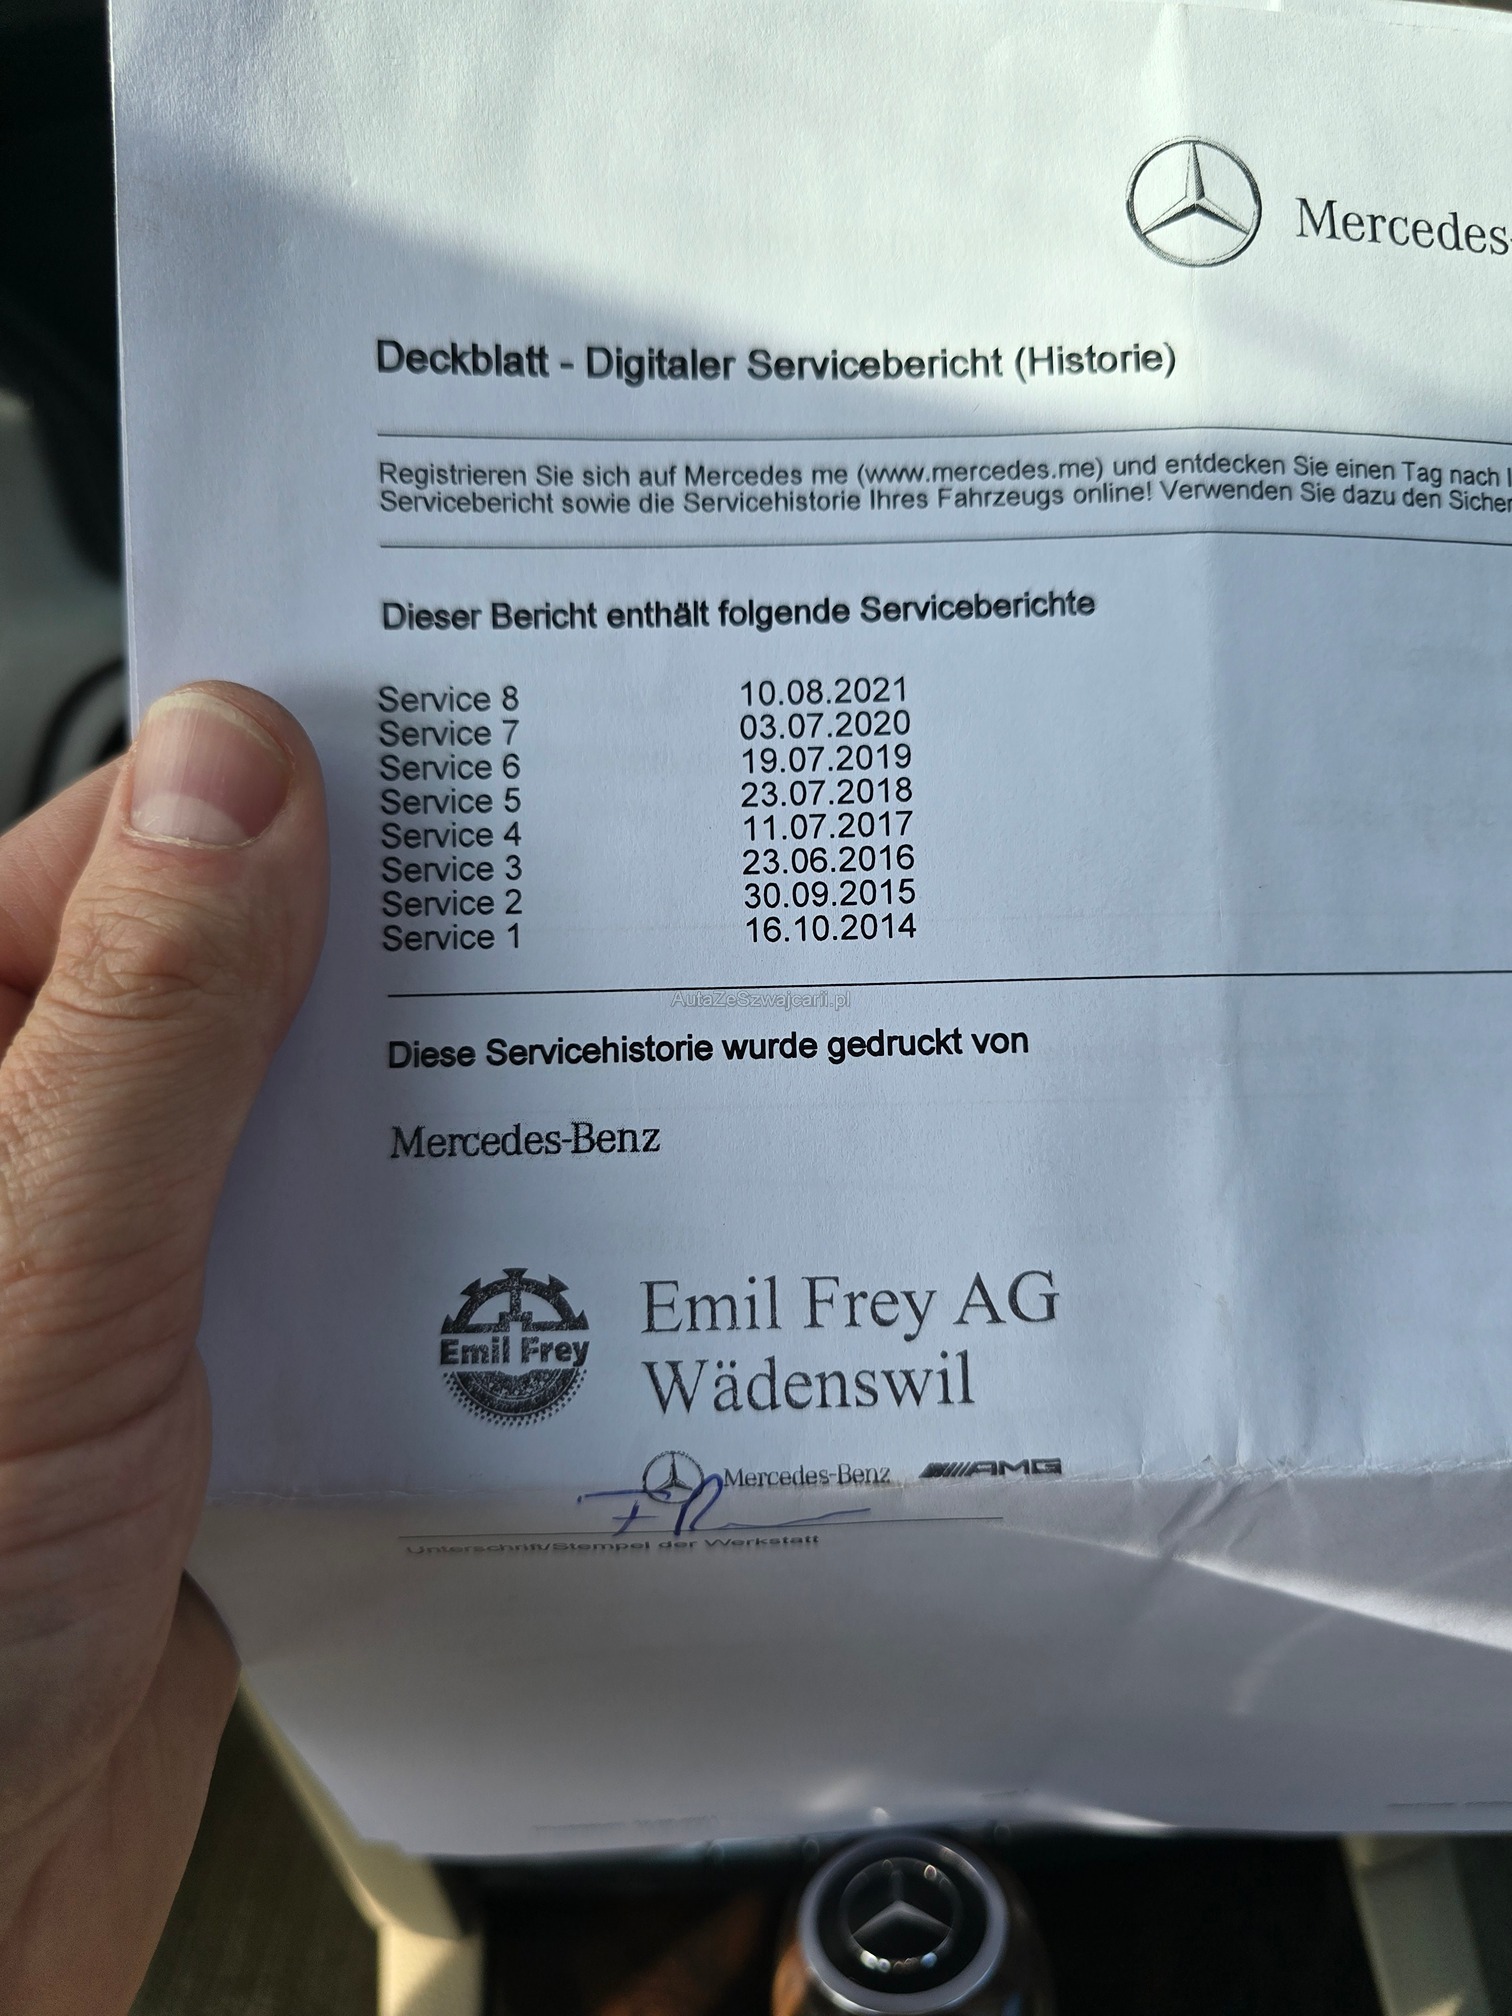 Mercedes-
Deckblatt - Digitaler Servicebericht (Historie)
Registrieren Sie sich auf Mercedes me (www.mercedes.me) und entdecken Sie einen Tag nach
Servicebericht sowie die Servicehistorie Ihres Fahrzeugs online! Verwenden Sie dazu den Sicher
Dieser Bericht enthält folgende Serviceberichte
Service 8 10.08.2021
Service 7 03.07.2020
Service 6 19.07.2019
Service 5 23.07.2018
Service 4 11.07.2017
Service 3 23.06.2016
Service 2 30.09.2015
Service 1 16.10.2014
AutaZeSzwajcarii.pl
Diese Servicehistorie wurde gedruckt von
Mercedes-Benz
Emil Frey
Emil Frey AG
Wädenswil
Mercedes-Benz AMG
Unterschrift/Stempel der Werkstatt